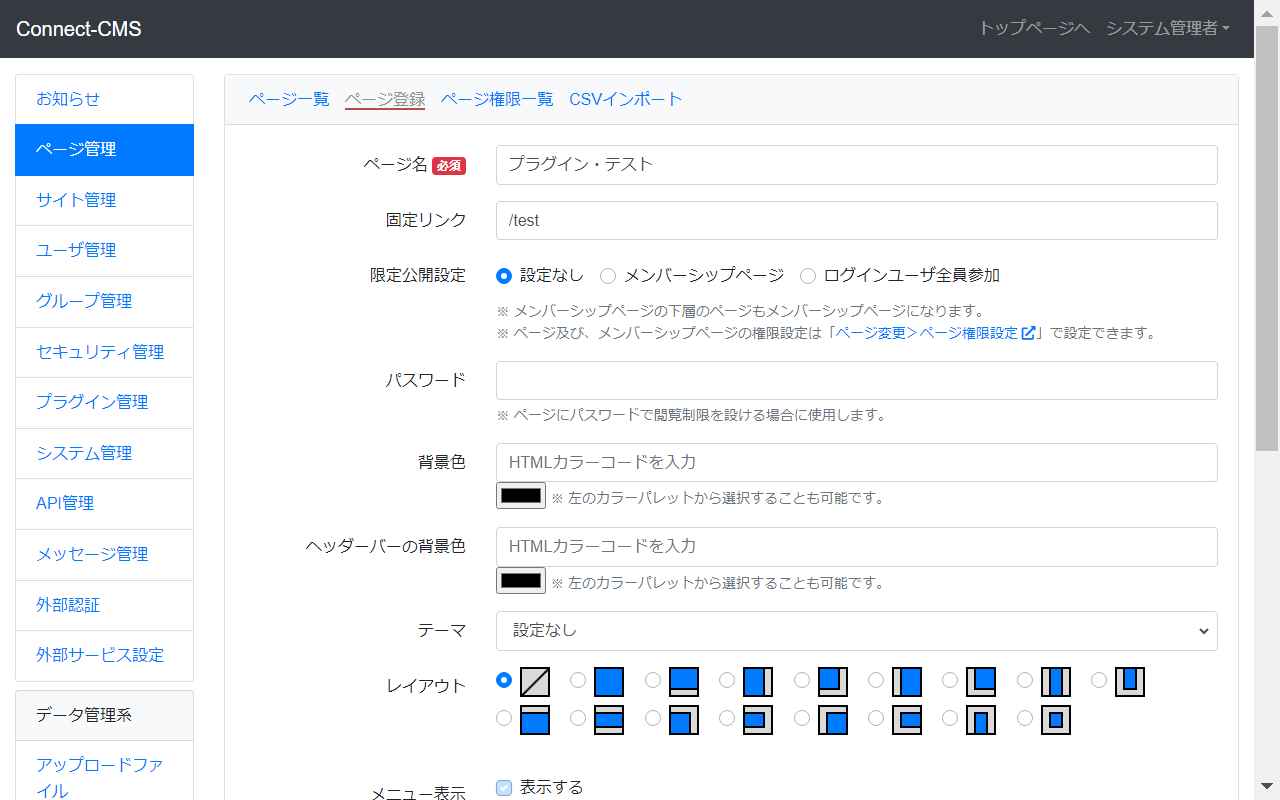 Connect-CMS
トップページへ システム管理者
お知らせ
ページ管理
サイト管理
ユーザ管理
グループ管理
セキュリティ管理
プラグイン管理
システム管理
API管理
メッセージ管理
外部認証
外部サービス設定
データ管理系
アップロードファ
イル
ページ一覧 ページ登録 ページ権限一覧 CSVインポート
ページ名 必須 プラグイン・テスト
固定リンク /test
限定公開設定 設定なし メンバーシップページ ログインユーザ全員参加
※ メンバーシップページの下層のページもメンバーシップページになります。
※ ページ及び、メンバーシップページの権限設定は「ページ変更＞ページ権限設定」で設定できます。
パスワード
※ ページにパスワードで閲覧制限を設ける場合に使用します。
背景色 HTMLカラーコードを入力
※ 左のカラーパレットから選択することも可能です。
ヘッダーバーの背景色 HTMLカラーコードを入力
※ 左のカラーパレットから選択することも可能です。
テーマ 設定なし
レイアウト
メニュー表示 表示する